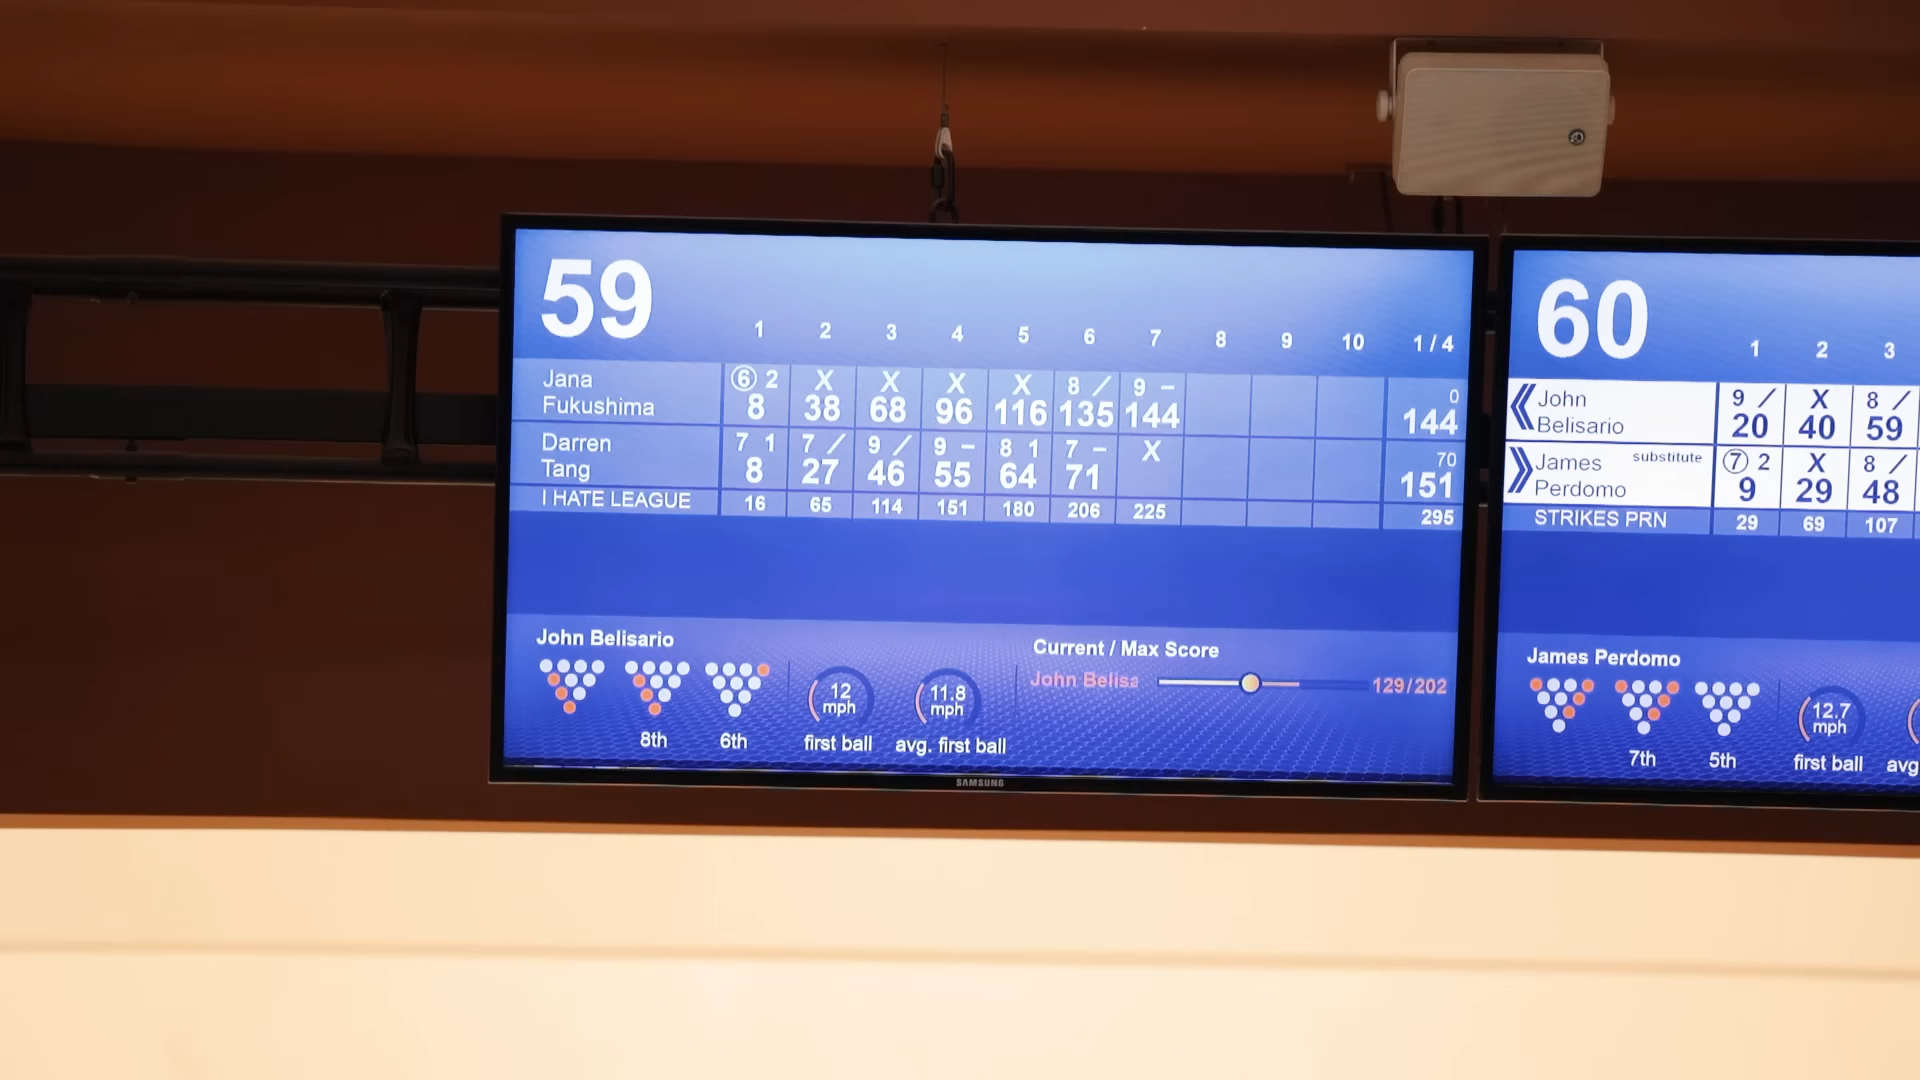 59
1 2 3 4 5 6 7 8 9 10 1 / 4
Jana Fukushima
6 2 X X X X 8 / 9 -
8 38 68 96 116 135 144
0
144
Darren Tang
7 1 7 / 9 / 9 - 8 1 7 - X
8 27 46 55 64 71
70
151
I HATE LEAGUE 16 65 114 151 180 206 225 295
John Belisario
8th 6th
12 mph
first ball
11.8 mph
avg. first ball
Current / Max Score
John Belisa 129/202
SAMSUNG
60
1 2 3
John Belisario
9 / X 8 /
20 40 59
James Perdomo
substitute
7 2 X 8 /
9 29 48
STRIKES PRN 29 69 107
James Perdomo
7th 5th
12.7 mph
first ball
avg